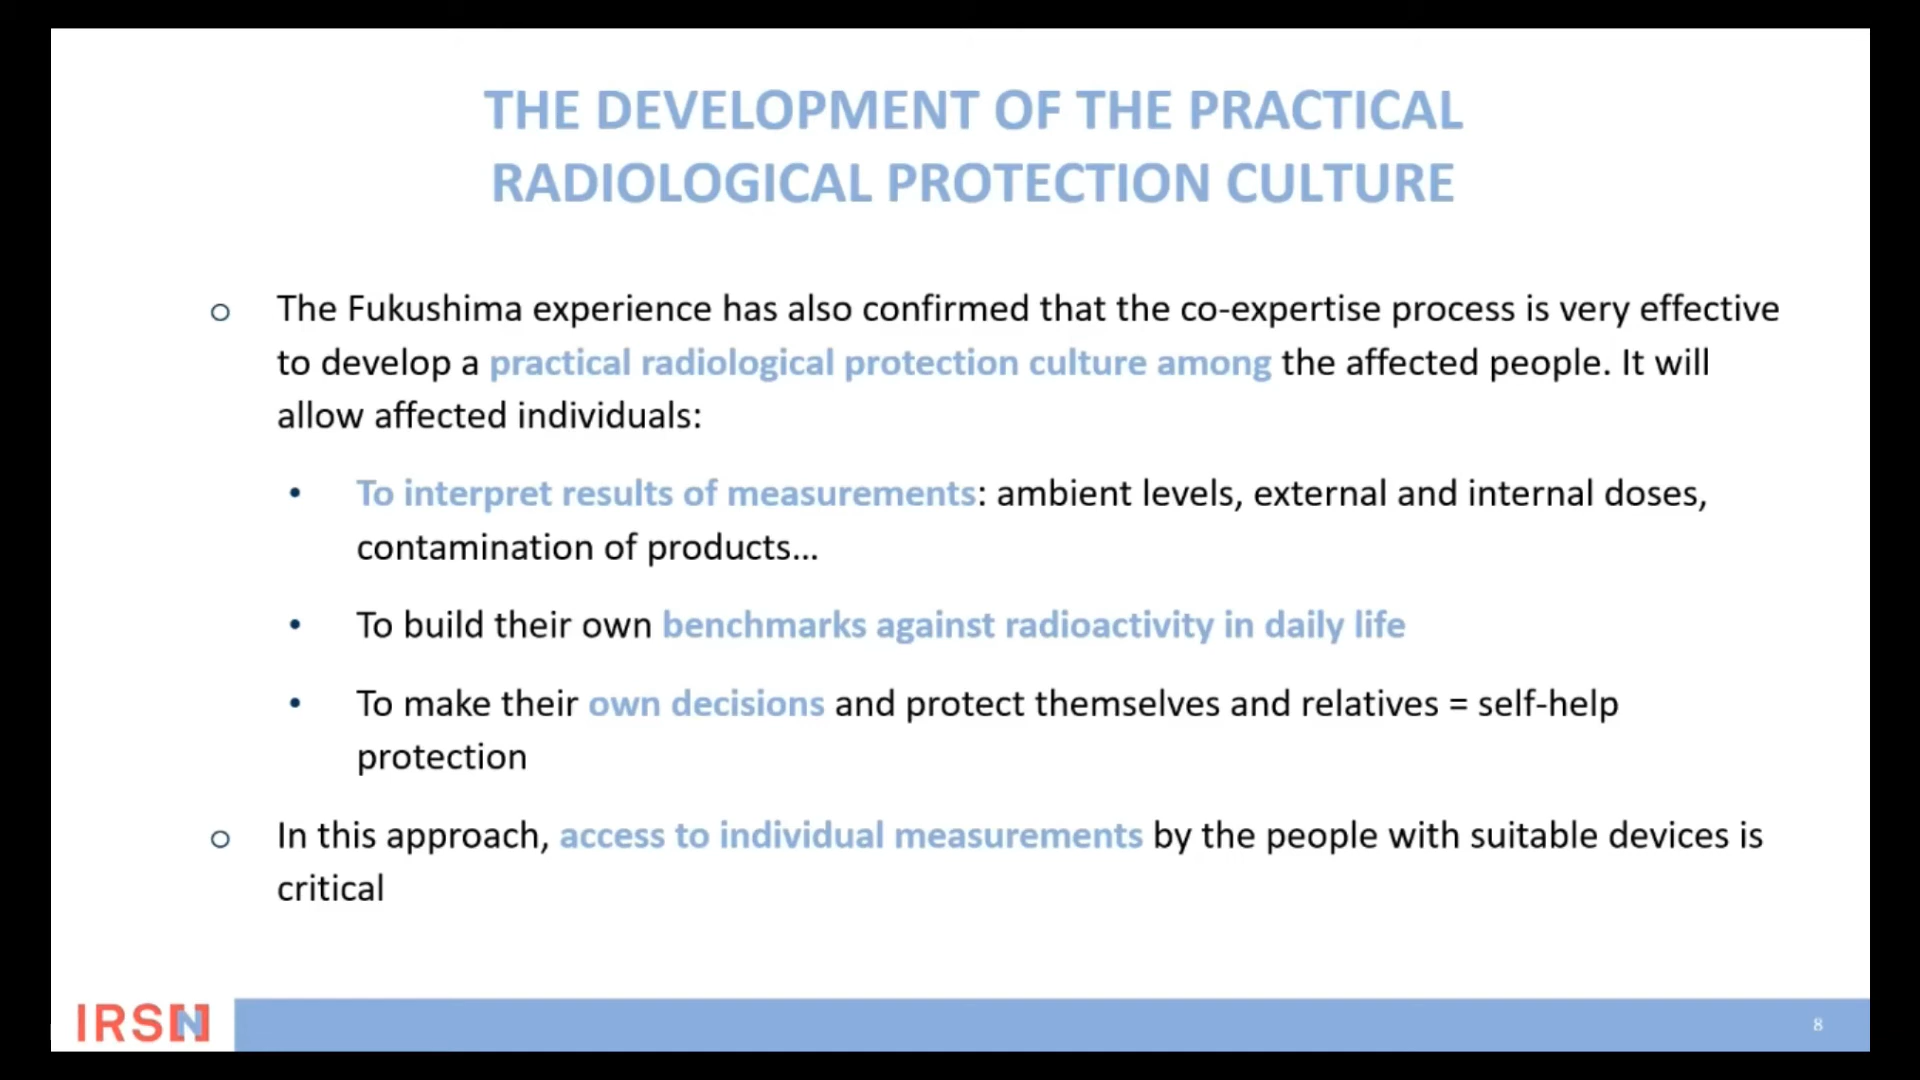 THE DEVELOPMENT OF THE PRACTICAL
RADIOLOGICAL PROTECTION CULTURE
o The Fukushima experience has also confirmed that the co-expertise process is very effective
to develop a practical radiological protection culture among the affected people. It will
allow affected individuals:
• To interpret results of measurements: ambient levels, external and internal doses,
contamination of products...
• To build their own benchmarks against radioactivity in daily life
• To make their own decisions and protect themselves and relatives = self-help
protection
o In this approach, access to individual measurements by the people with suitable devices is
critical
IRSN
8